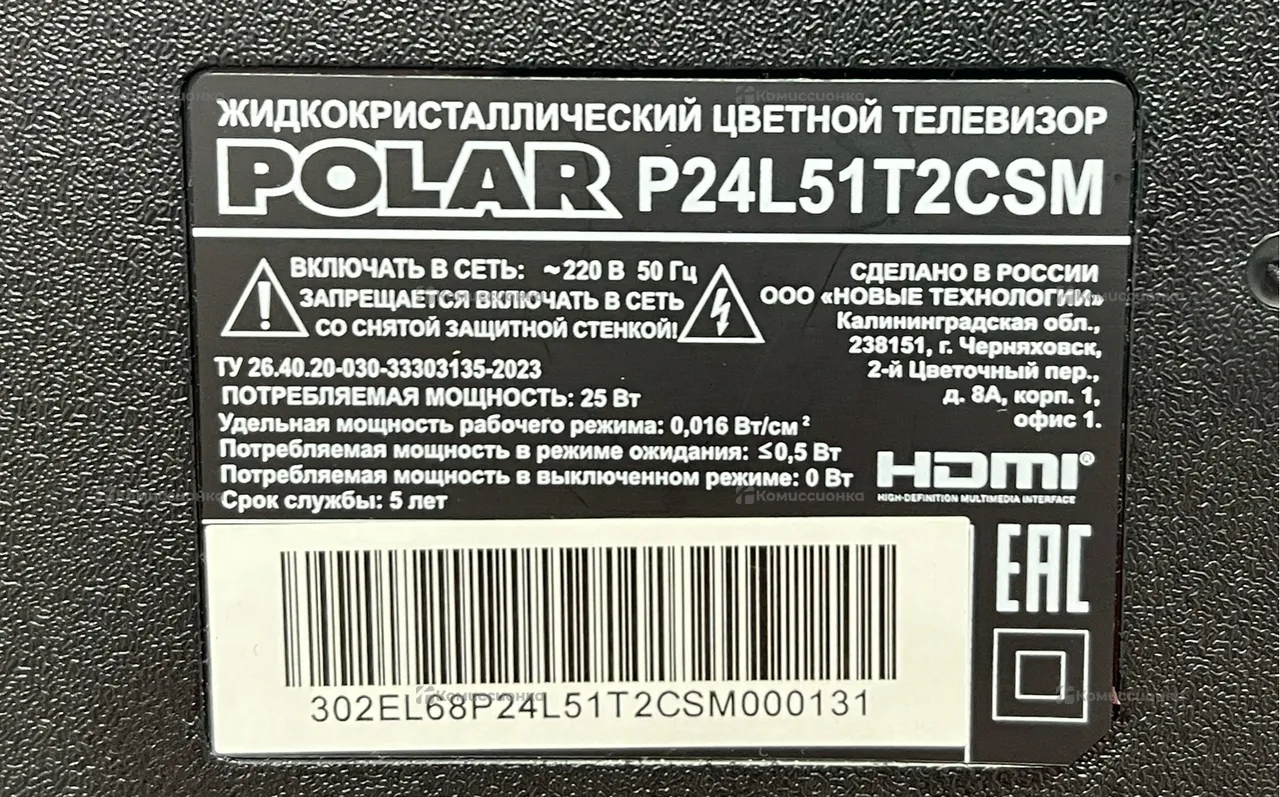 ЖИДКОКРИСТАЛЛИЧЕСКИЙ ЦВЕТНОЙ ТЕЛЕВИЗОР
POLAR P24L51T2CSM
ВКЛЮЧАТЬ В СЕТЬ: ~220 В 50 Гц
ЗАПРЕЩАЕТСЯ ВКЛЮЧАТЬ В СЕТЬ
СО СНЯТОЙ ЗАЩИТНОЙ СТЕНКОЙ!
СДЕЛАНО В РОССИИ
ООО «НОВЫЕ ТЕХНОЛОГИИ»
Калининградская обл.,
238151, г. Черняховск,
2-й Цветочный пер.,
д. 8А, корп. 1,
офис 1.
ТУ 26.40.20-030-33303135-2023
ПОТРЕБЛЯЕМАЯ МОЩНОСТЬ: 25 Вт
Удельная мощность рабочего режима: 0,016 Вт/см²
Потребляемая мощность в режиме ожидания: ≤0,5 Вт
Потребляемая мощность в выключенном режиме: 0 Вт
Срок службы: 5 лет
HDMI®
HIGH-DEFINITION MULTIMEDIA INTERFACE
EAC
302EL68P24L51T2CSM000131
Комиссионка
Комиссионка
Комиссионка
Комиссионка
Комиссионка